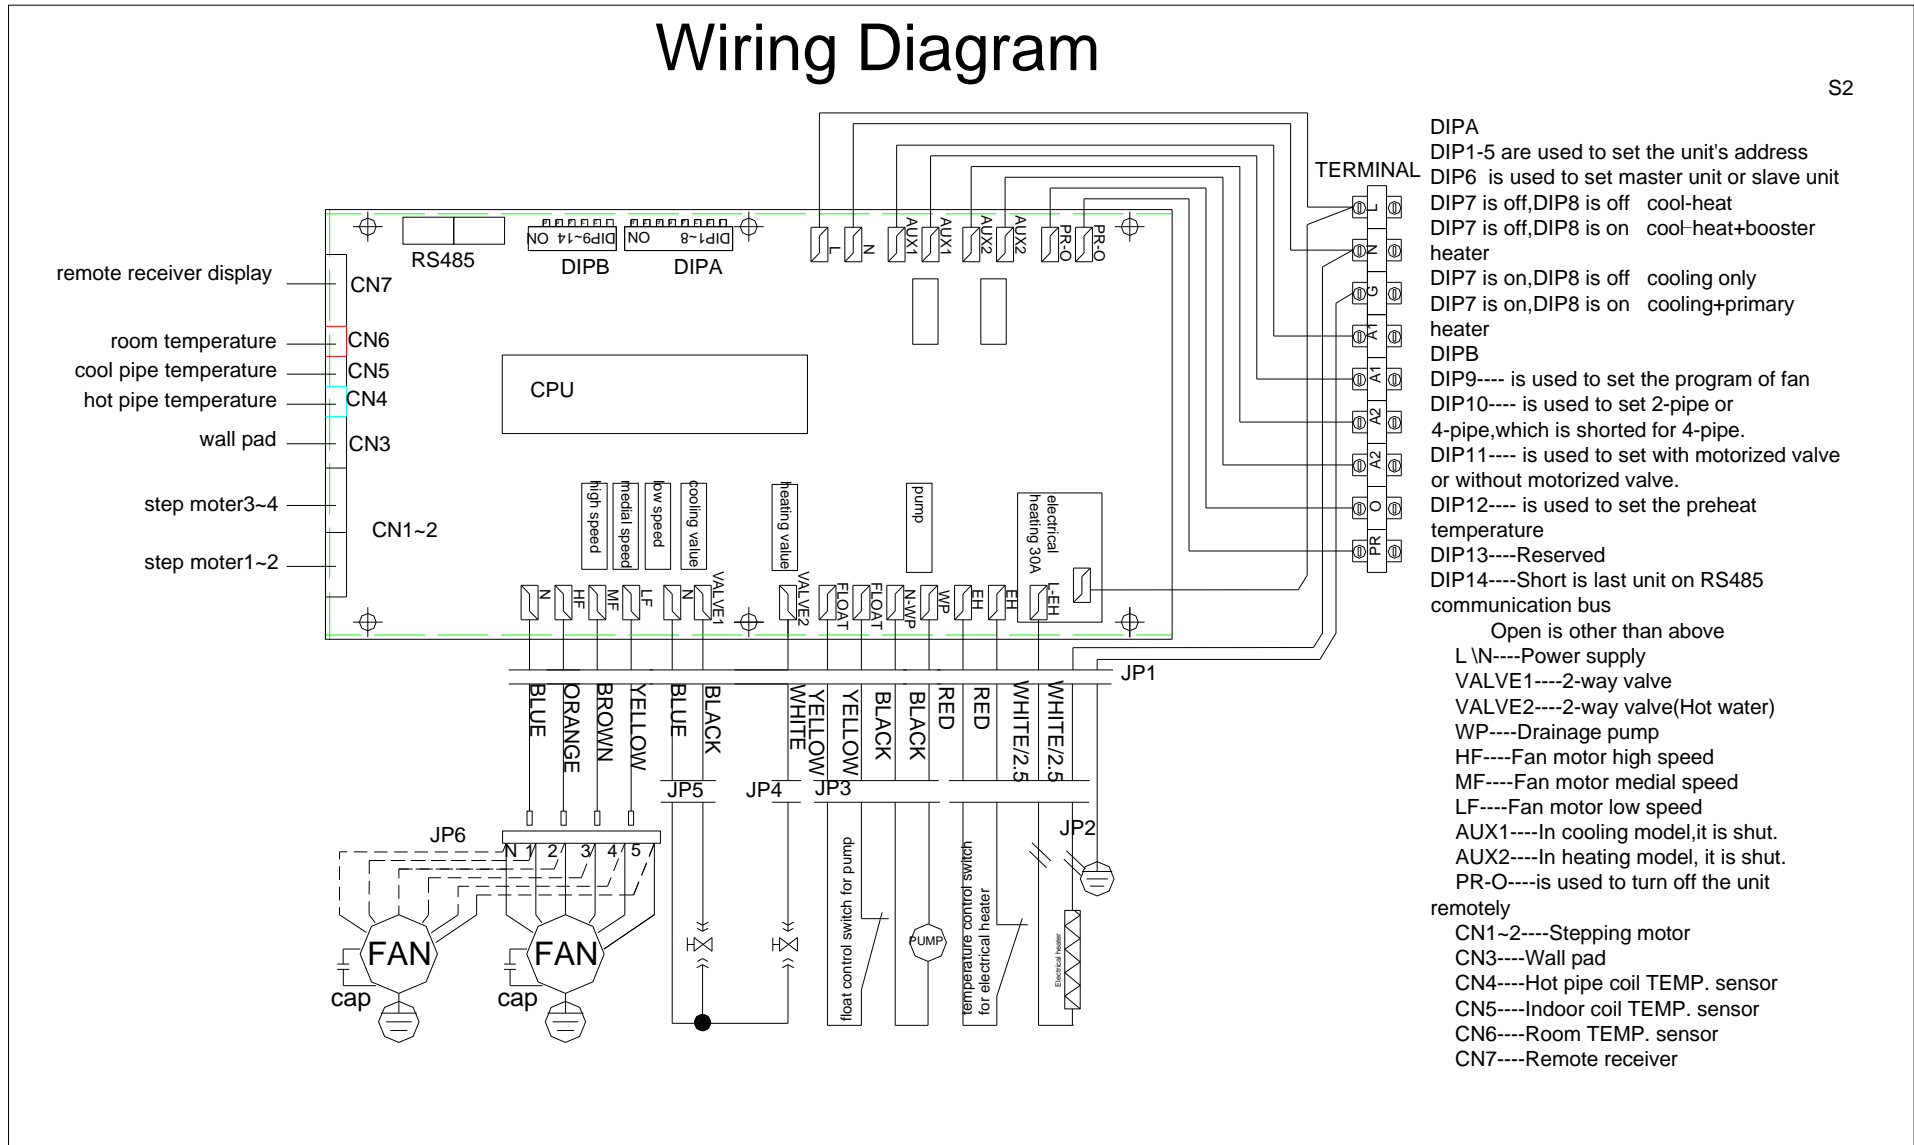 Wiring Diagram
S2
DIPA
DIP1-5 are used to set the unit's address
DIP6 is used to set master unit or slave unit
DIP7 is off,DIP8 is off cool-heat
DIP7 is off,DIP8 is on cool-heat+booster
heater
DIP7 is on,DIP8 is off cooling only
DIP7 is on,DIP8 is on cooling+primary
heater
DIPB
DIP9---- is used to set the program of fan
DIP10---- is used to set 2-pipe or
4-pipe,which is shorted for 4-pipe.
DIP11---- is used to set with motorized valve
or without motorized valve.
DIP12---- is used to set the preheat
temperature
DIP13----Reserved
DIP14----Short is last unit on RS485
communication bus
Open is other than above
L \N----Power supply
VALVE1----2-way valve
VALVE2----2-way valve(Hot water)
WP----Drainage pump
HF----Fan motor high speed
MF----Fan motor medial speed
LF----Fan motor low speed
AUX1----In cooling model,it is shut.
AUX2----In heating model, it is shut.
PR-O----is used to turn off the unit
remotely
CN1~2----Stepping motor
CN3----Wall pad
CN4----Hot pipe coil TEMP. sensor
CN5----Indoor coil TEMP. sensor
CN6----Room TEMP. sensor
CN7----Remote receiver
TERMINAL
L
N
G
A1
A1
A2
A2
O
PR
RS485
ON DIP9~14
DIPB
ON DIP1~8
DIPA
L
N
AUX1
AUX1
AUX2
AUX2
PR-O
PR-O
remote receiver display
CN7
room temperature
CN6
cool pipe temperature
CN5
hot pipe temperature
CN4
wall pad
CN3
step moter3~4
CN1~2
step moter1~2
CPU
high speed
medial speed
low speed
cooling value
heating value
pump
electrical
heating 30A
N
HF
MF
LF
N
VALVE1
VALVE2
FLOAT
FLOAT
N-WP
WP
EH
EH
L-EH
JP1
BLUE
ORANGE
BROWN
YELLOW
BLUE
BLACK
WHITE
YELLOW
YELLOW
BLACK
BLACK
RED
RED
WHITE/2.5
WHITE/2.5
JP5
JP4
JP3
JP2
JP6
N 1 2 3 4 5
FAN
cap
FAN
cap
float control switch for pump
PUMP
temperature control switch
for electrical heater
Electrical heater